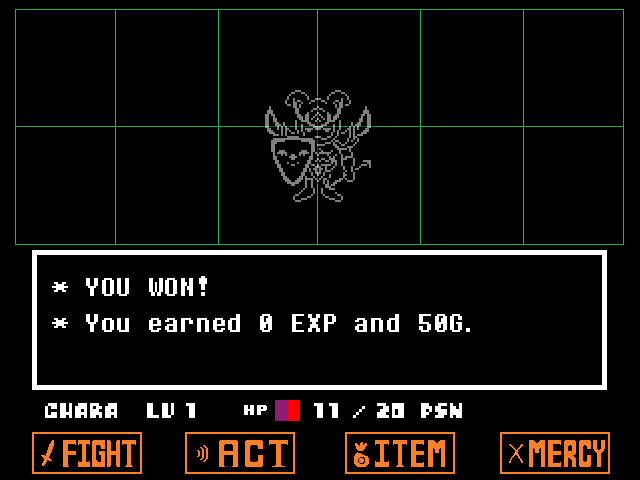 * YOU WON!
* You earned 0 EXP and 50G.
CHARA LV 1 HP 11 / 20 PSN
FIGHT ACT ITEM MERCY